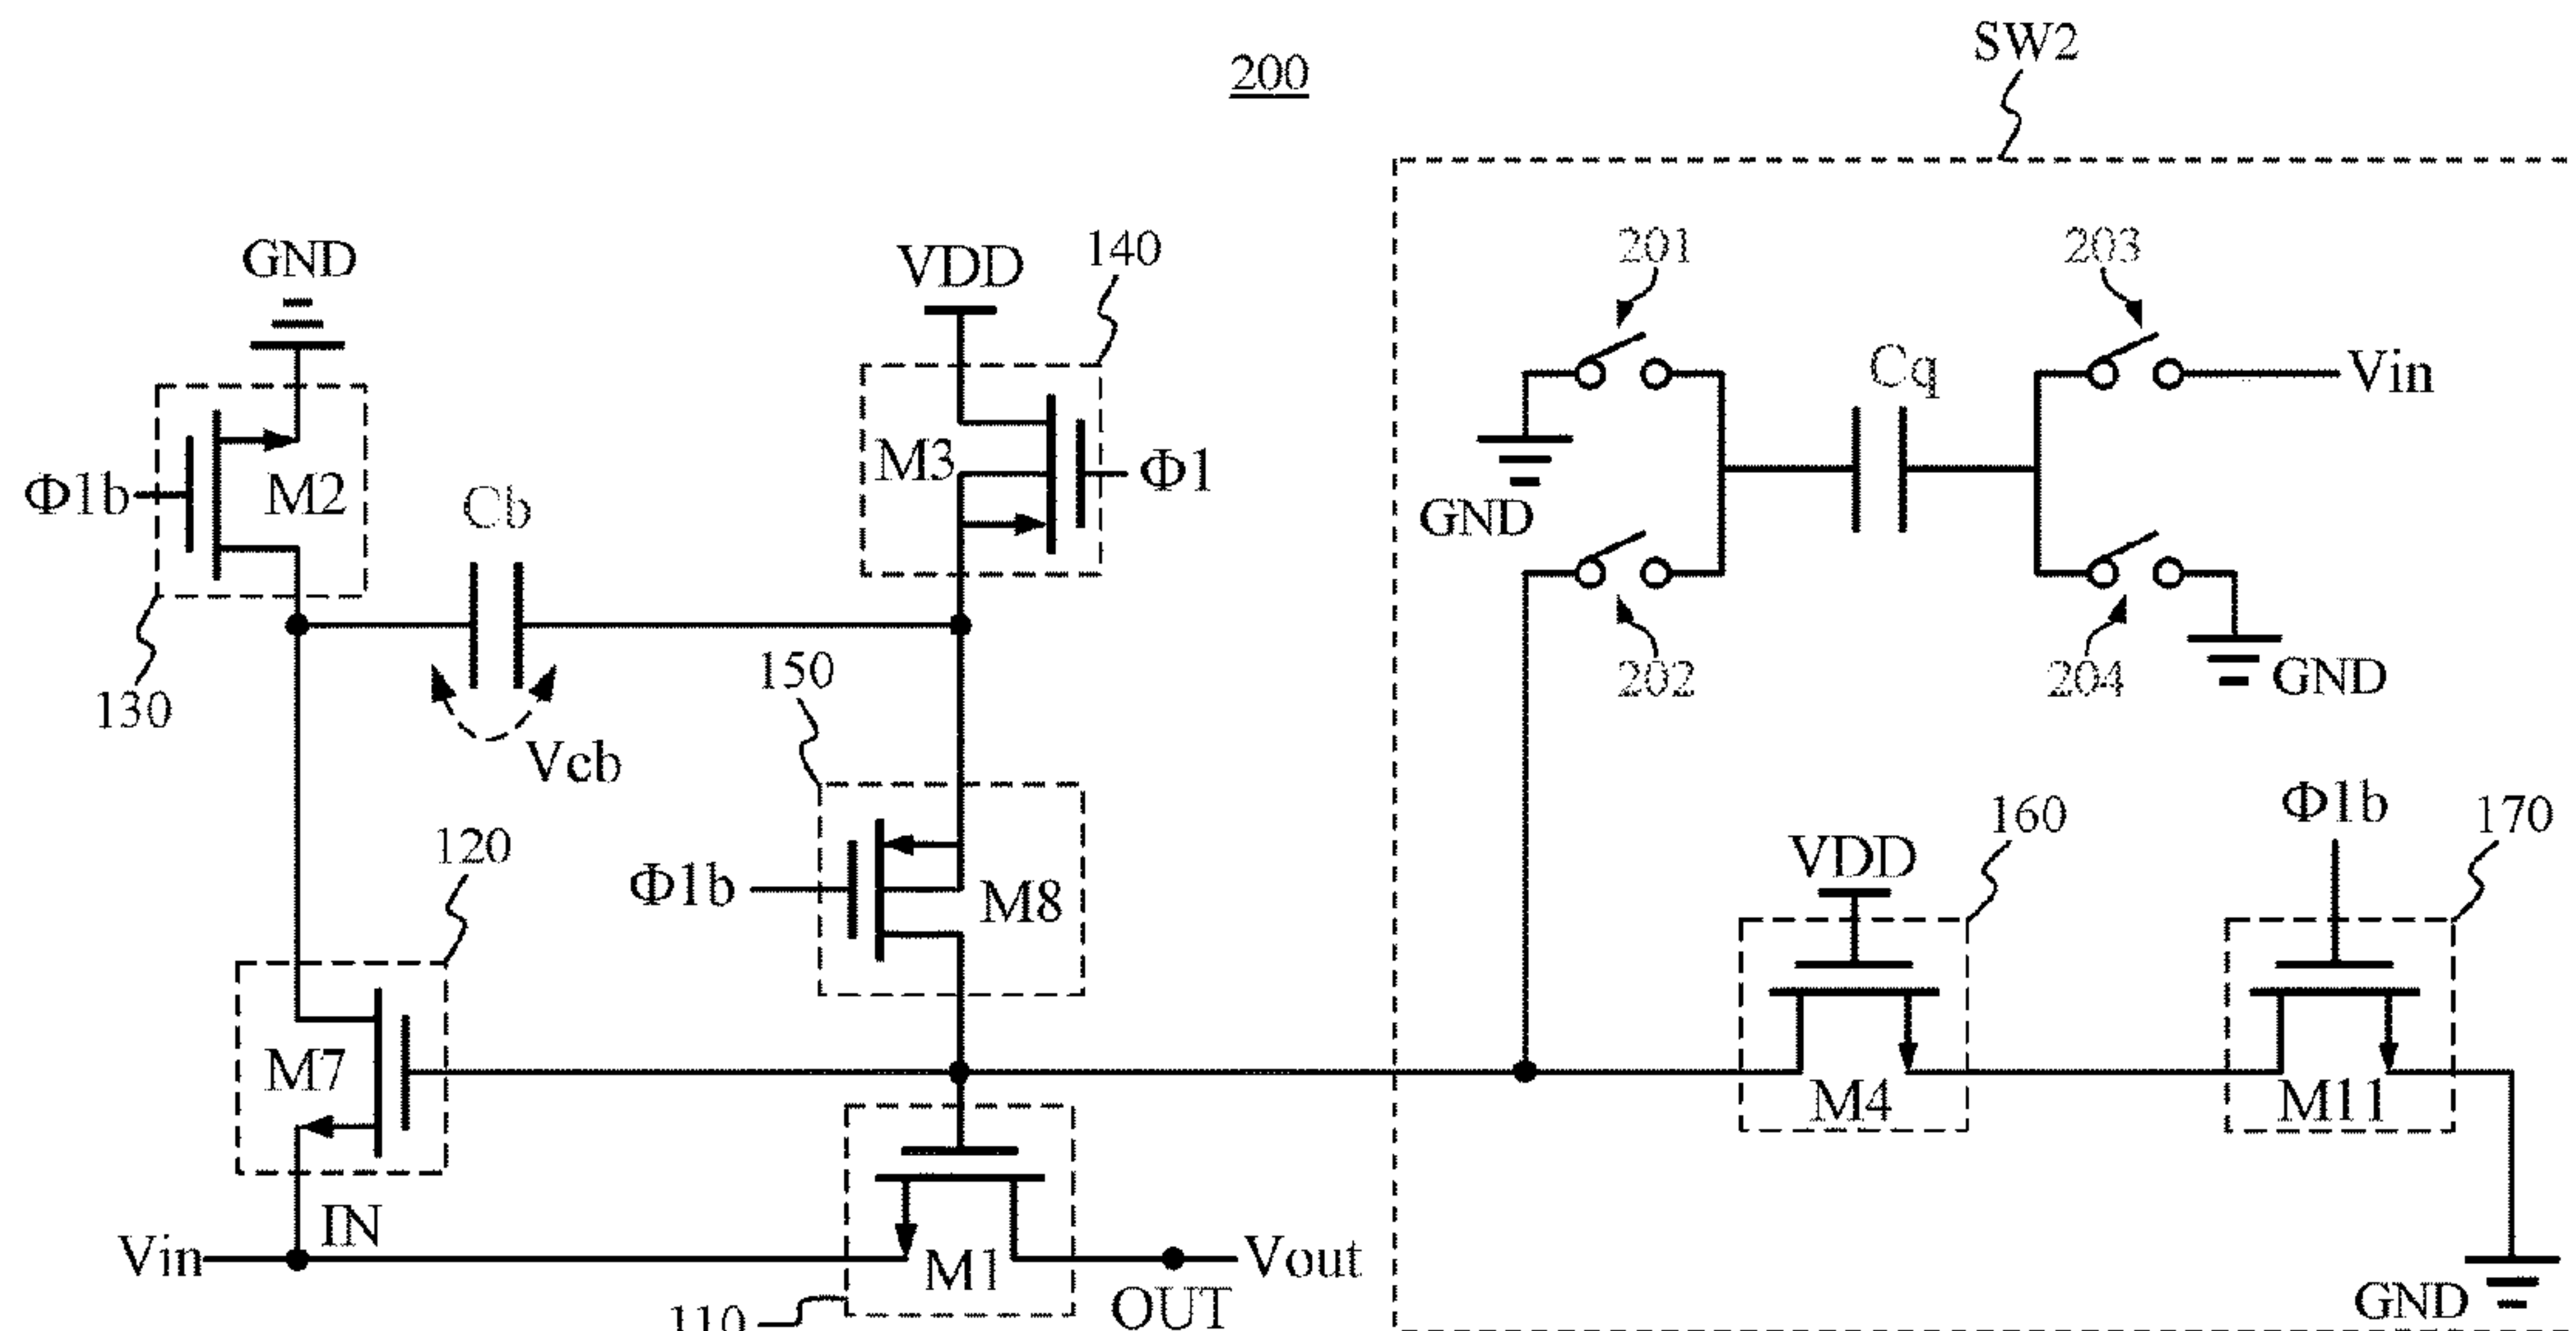 200
SW2
GND
VDD
140
201
203
Cq
Vin
M2
M3
Φ1b
Cb
Φ1
GND
130
150
202
204
GND
Vcb
120
Φ1b
M8
VDD
160
Φ1b
170
M7
M4
M11
IN
Vin
M1
Vout
110
OUT
GND